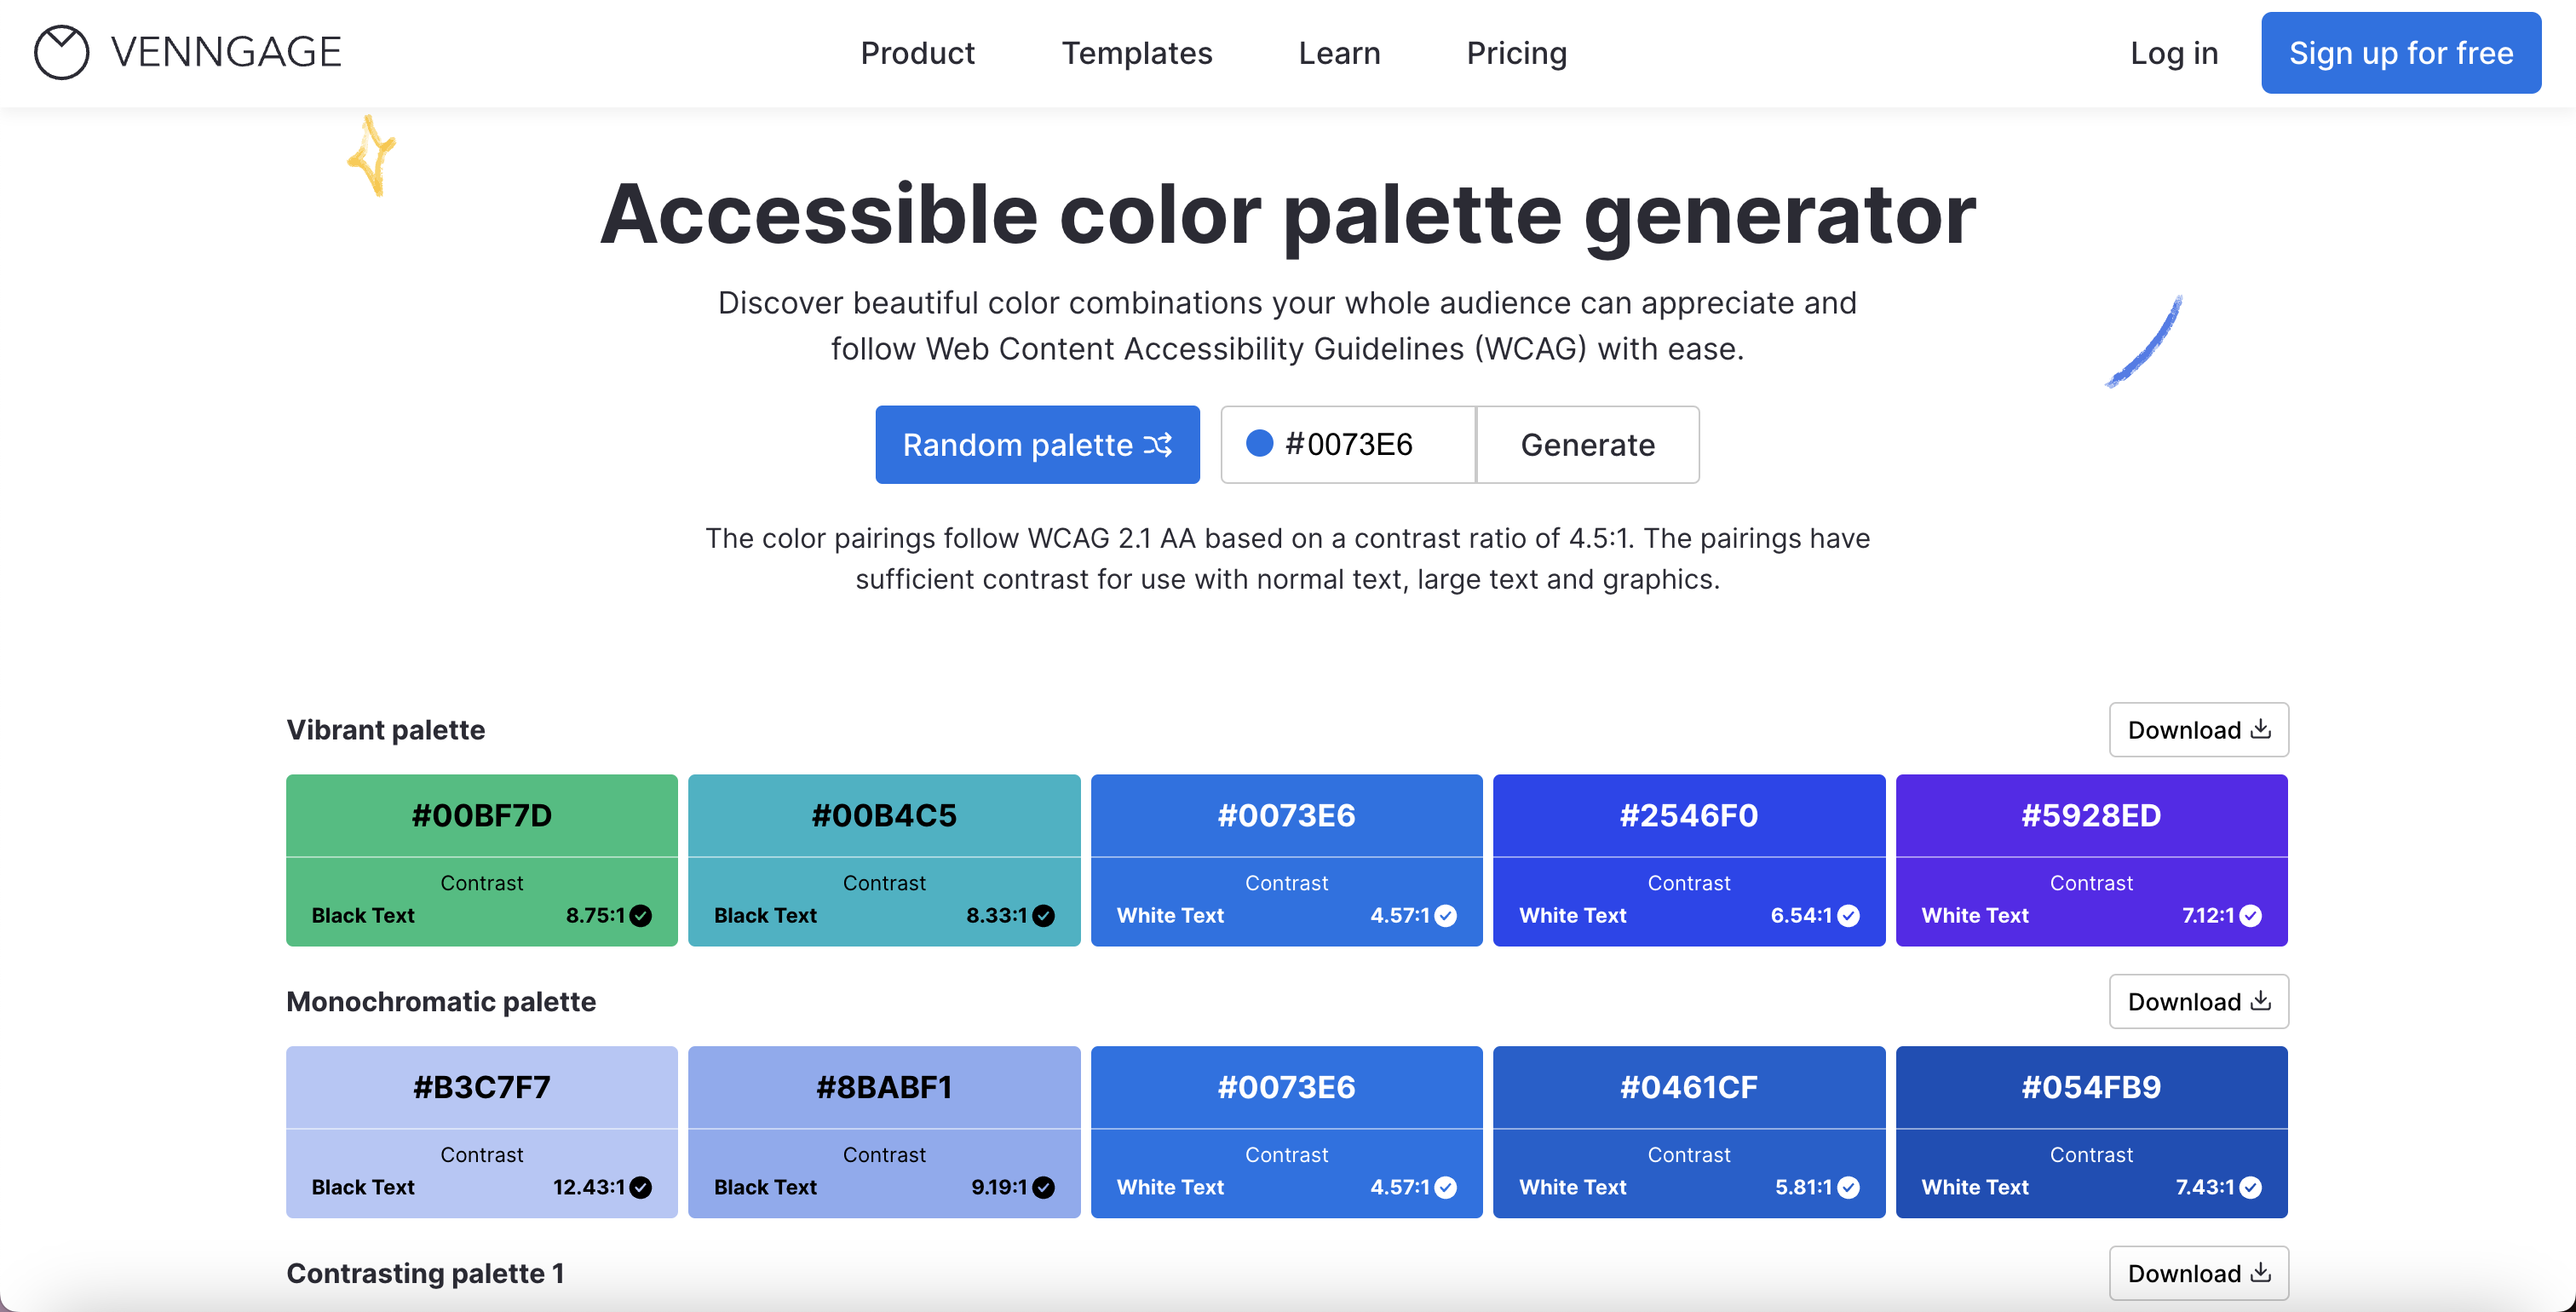 VENNGAGE
Product
Templates
Learn
Pricing
Log in
Sign up for free
Accessible color palette generator
Discover beautiful color combinations your whole audience can appreciate and
follow Web Content Accessibility Guidelines (WCAG) with ease.
Random palette
#0073E6
Generate
The color pairings follow WCAG 2.1 AA based on a contrast ratio of 4.5:1. The pairings have
sufficient contrast for use with normal text, large text and graphics.
Vibrant palette
Download
#00BF7D
Contrast
Black Text 8.75:1
#00B4C5
Contrast
Black Text 8.33:1
#0073E6
Contrast
White Text 4.57:1
#2546F0
Contrast
White Text 6.54:1
#5928ED
Contrast
White Text 7.12:1
Monochromatic palette
Download
#B3C7F7
Contrast
Black Text 12.43:1
#8BABF1
Contrast
Black Text 9.19:1
#0073E6
Contrast
White Text 4.57:1
#0461CF
Contrast
White Text 5.81:1
#054FB9
Contrast
White Text 7.43:1
Contrasting palette 1
Download